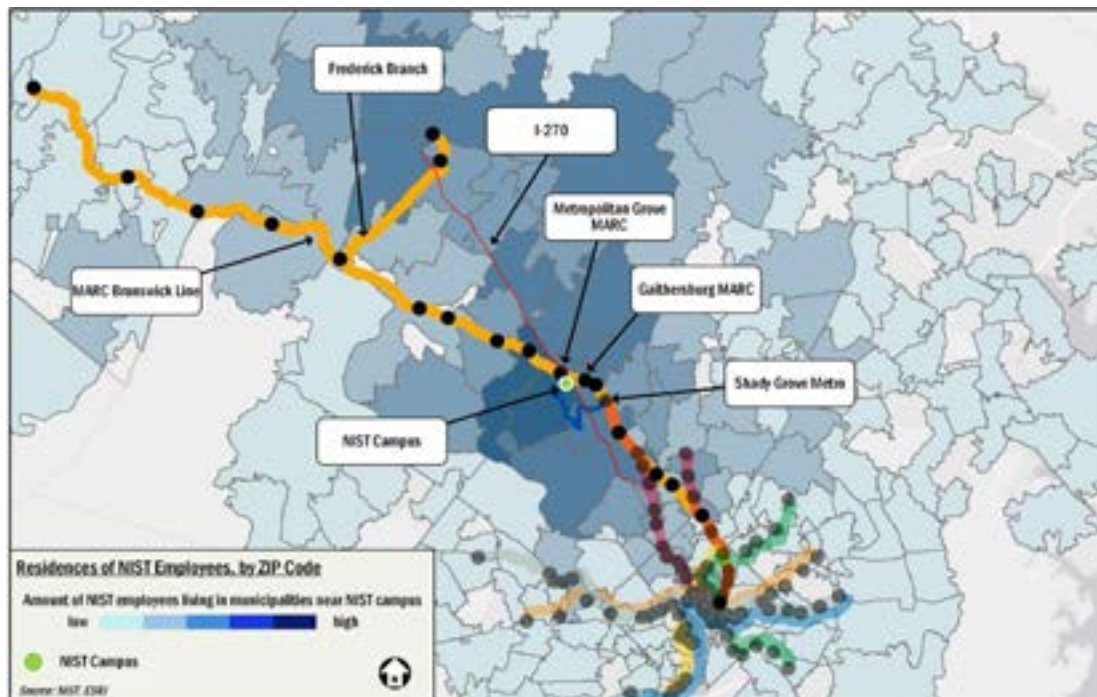 Frederick Branch
I-270
Metropolitan Grove
MARC
MARC Brunswick Line
Gaithersburg MARC
Shady Grove Metro
NIST Campus
Residences of NIST Employees, by ZIP Code
Amount of NIST employees living in municipalities near NIST campus
low
high
NIST Campus
Source: NIST, ESRI